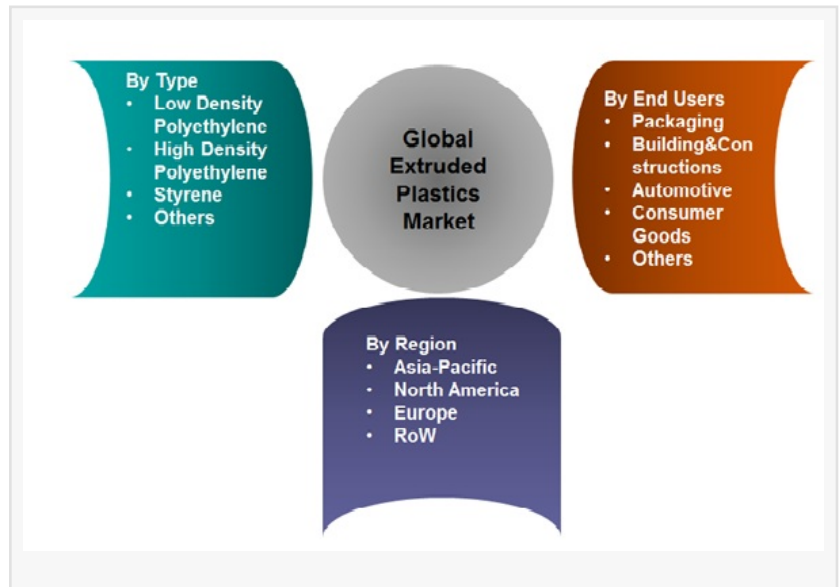 By Type
• Low Density
Polyethylene
• High Density
Polyethylene
• Styrene
• Others
Global
Extruded
Plastics
Market
By End Users
• Packaging
• Building&Con
structions
• Automotive
• Consumer
Goods
• Others
By Region
• Asia-Pacific
• North America
• Europe
• RoW